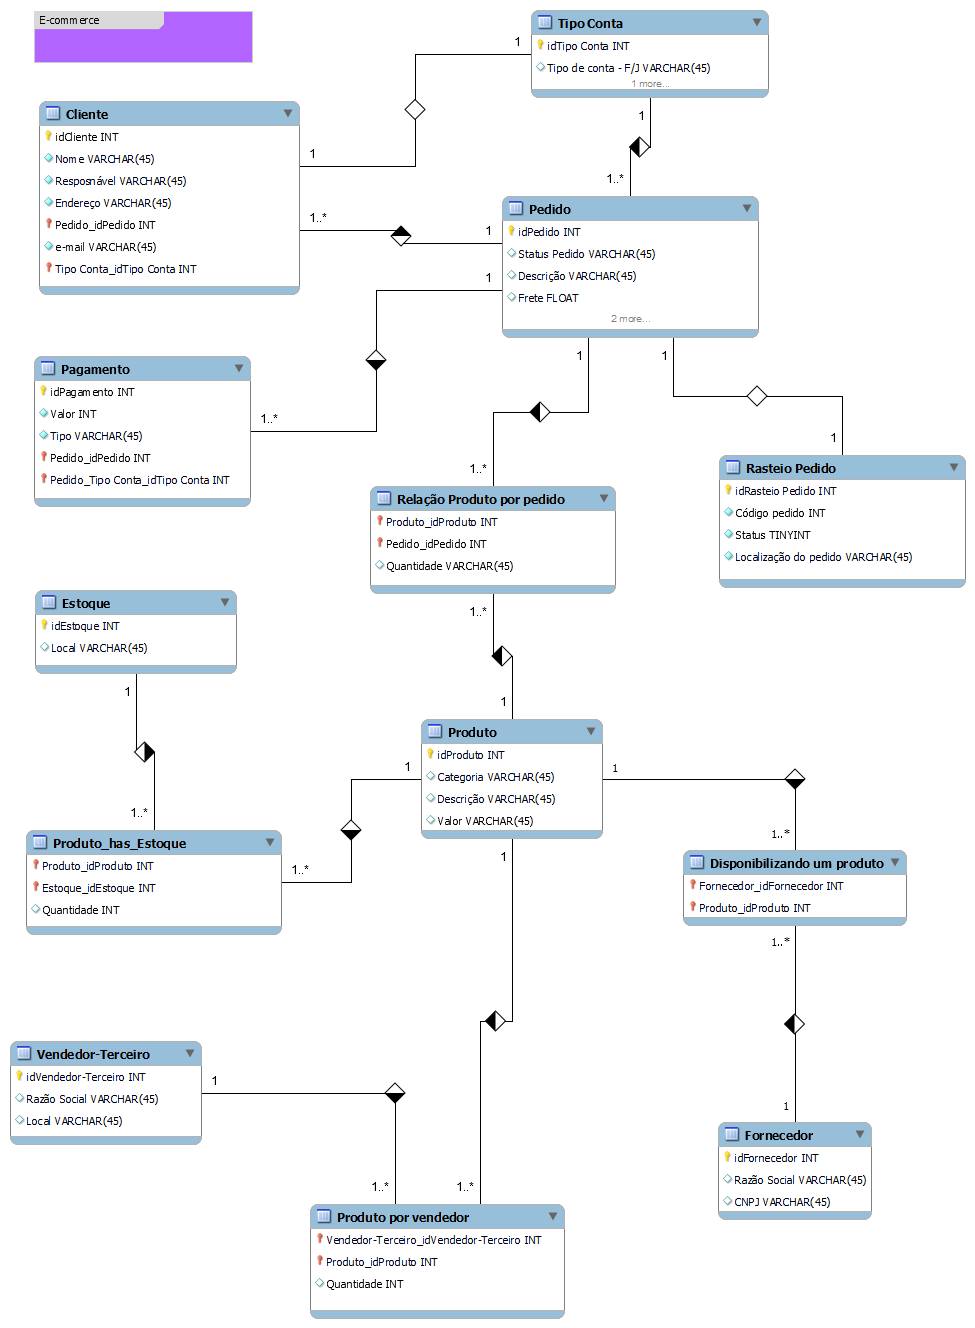 E-commerce
Tipo Conta
idTipo Conta INT
Tipo de conta - F/J VARCHAR(45)
1 more...
1
1
1..*
Cliente
idCliente INT
Nome VARCHAR(45)
Resposnável VARCHAR(45)
Endereço VARCHAR(45)
Pedido_idPedido INT
e-mail VARCHAR(45)
Tipo Conta_idTipo Conta INT
1
1..*
1
1
Pedido
idPedido INT
Status Pedido VARCHAR(45)
Descrição VARCHAR(45)
Frete FLOAT
2 more...
1
1
Pagamento
idPagamento INT
Valor INT
Tipo VARCHAR(45)
Pedido_idPedido INT
Pedido_Tipo Conta_idTipo Conta INT
1..*
1..*
1
Relação Produto por pedido
Produto_idProduto INT
Pedido_idPedido INT
Quantidade VARCHAR(45)
Rasteio Pedido
idRasteio Pedido INT
Código pedido INT
Status TINYINT
Localização do pedido VARCHAR(45)
Estoque
idEstoque INT
Local VARCHAR(45)
1..*
1
1
1..*
Produto
idProduto INT
Categoria VARCHAR(45)
Descrição VARCHAR(45)
Valor VARCHAR(45)
1
1
1..*
Produto_has_Estoque
Produto_idProduto INT
Estoque_idEstoque INT
Quantidade INT
1..*
1
Disponibilizando um produto
Fornecedor_idFornecedor INT
Produto_idProduto INT
1..*
1
Vendedor-Terceiro
idVendedor-Terceiro INT
Razão Social VARCHAR(45)
Local VARCHAR(45)
1
1..*
1..*
Fornecedor
idFornecedor INT
Razão Social VARCHAR(45)
CNPJ VARCHAR(45)
Produto por vendedor
Vendedor-Terceiro_idVendedor-Terceiro INT
Produto_idProduto INT
Quantidade INT